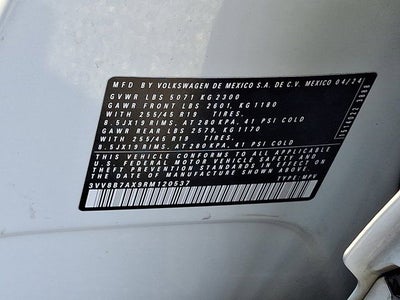 MFD BY VOLKSWAGEN DE MEXICO S.A. DE C.V. MEXICO 04/24
GVWR LBS 5071 KG 2300
GAWR FRONT LBS 2601, KG 1180
WITH 255/45 R19 TIRES.
8.5JX19 RIMS, AT 280KPA, 41 PSI COLD
GAWR REAR LBS 2579, KG 1170
WITH 255/45 R19 TIRES.
8.5JX19 RIMS, AT 280KPA, 41 PSI COLD
THIS VEHICLE CONFORMS TO ALL APPLICABLE
U.S. FEDERAL MOTOR VEHICLE SAFETY AND
THEFT PREVENTION STANDARDS IN EFFECT ON
THE DATE OF MANUFACTURE SHOWN ABOVE.
3VV8B7AX9RM120537 TYPE: MPV